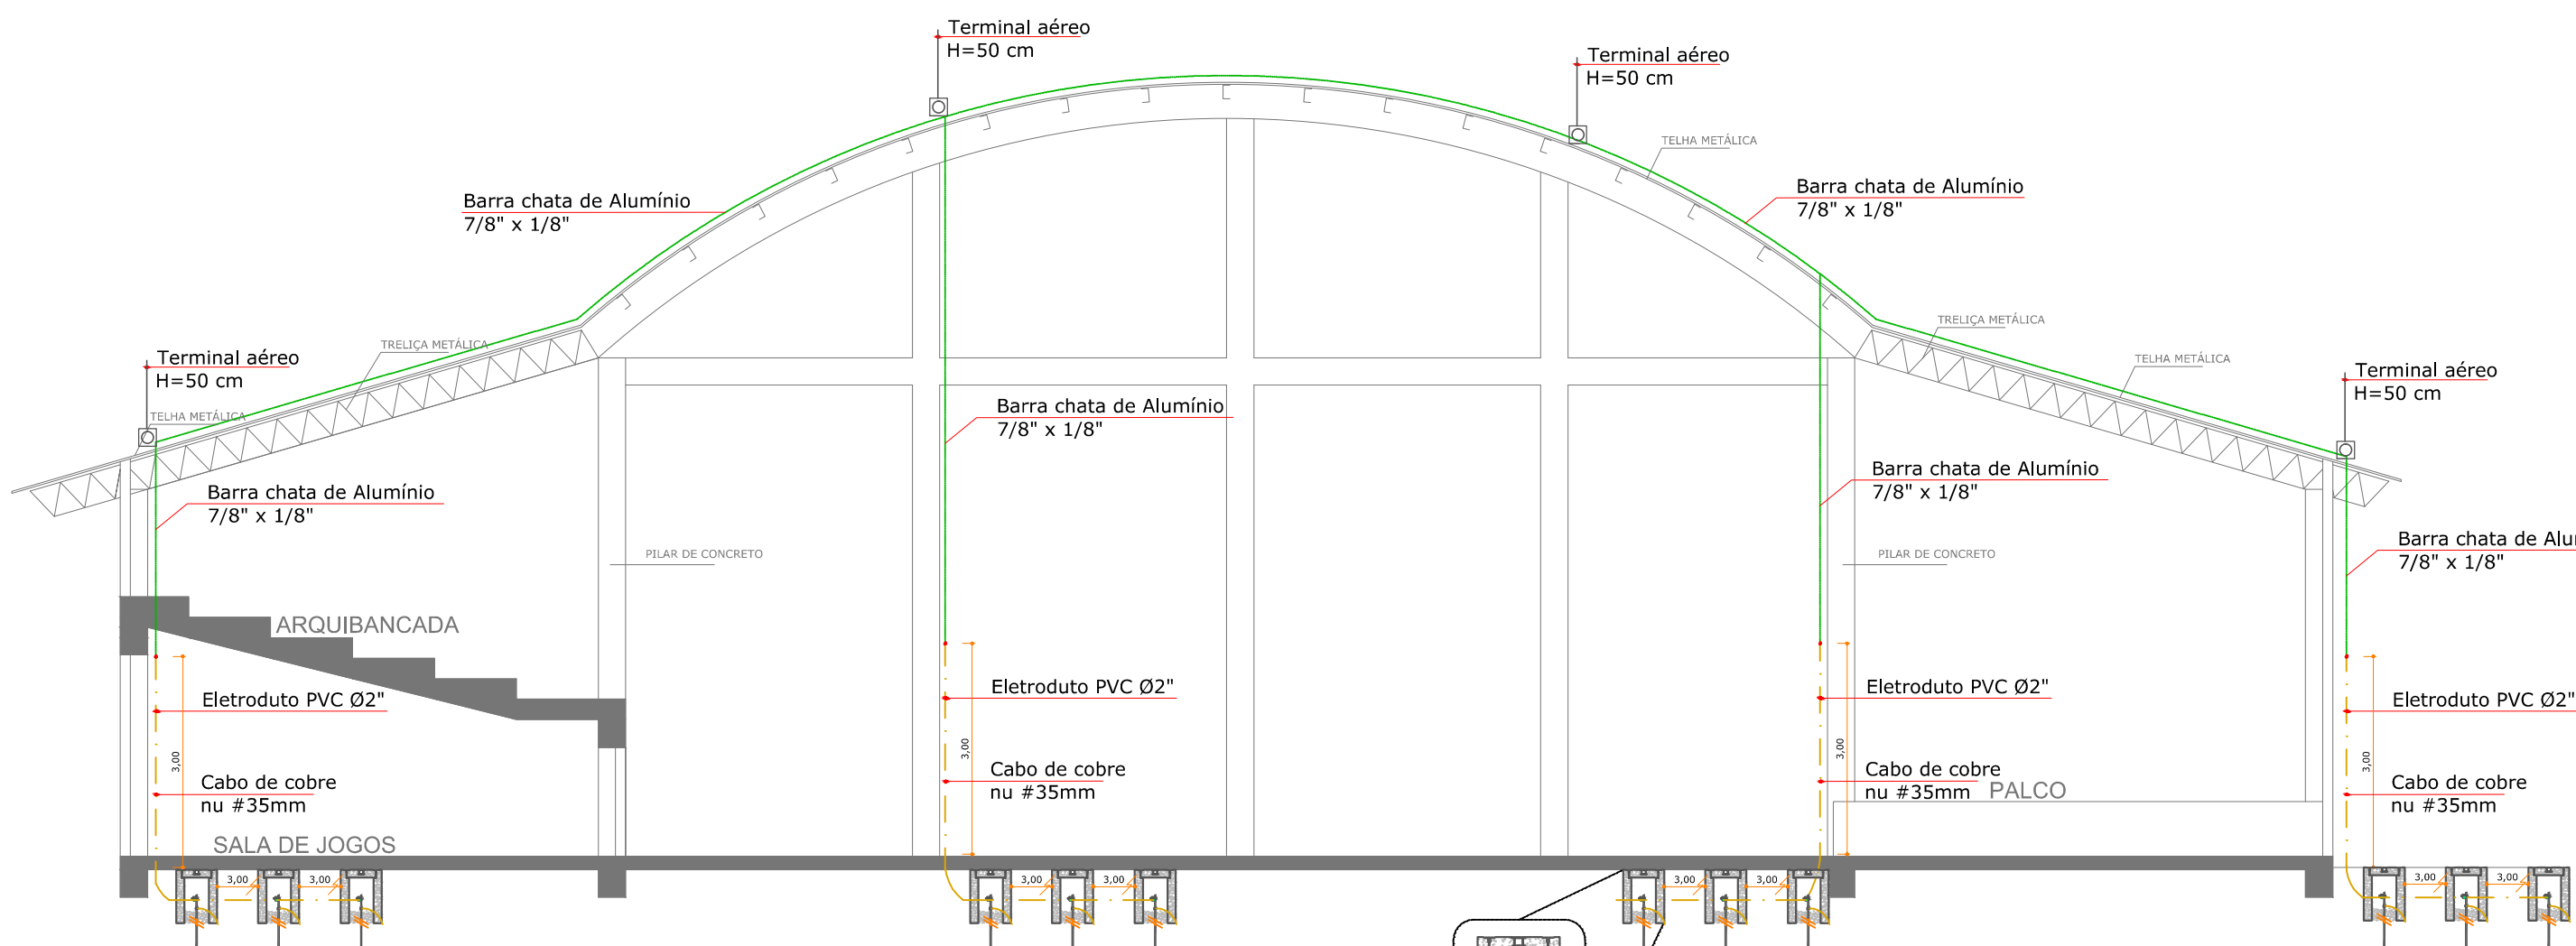 Terminal aéreo
H=50 cm
Terminal aéreo
H=50 cm
TELHA METÁLICA
Barra chata de Alumínio
7/8" x 1/8"
Barra chata de Alumínio
7/8" x 1/8"
TRELIÇA METÁLICA
TRELIÇA METÁLICA
Terminal aéreo
H=50 cm
TELHA METÁLICA
TELHA METÁLICA
Terminal aéreo
H=50 cm
Barra chata de Alumínio
7/8" x 1/8"
Barra chata de Alumínio
7/8" x 1/8"
Barra chata de Alumínio
7/8" x 1/8"
Barra chata de Alu
7/8" x 1/8"
PILAR DE CONCRETO
PILAR DE CONCRETO
ARQUIBANCADA
Eletroduto PVC Ø2"
Eletroduto PVC Ø2"
Eletroduto PVC Ø2"
Eletroduto PVC Ø2"
3,00
3,00
3,00
3,00
Cabo de cobre
nu #35mm
Cabo de cobre
nu #35mm
Cabo de cobre
nu #35mm
PALCO
Cabo de cobre
nu #35mm
SALA DE JOGOS
3,00
3,00
3,00
3,00
3,00
3,00
3,00
3,00